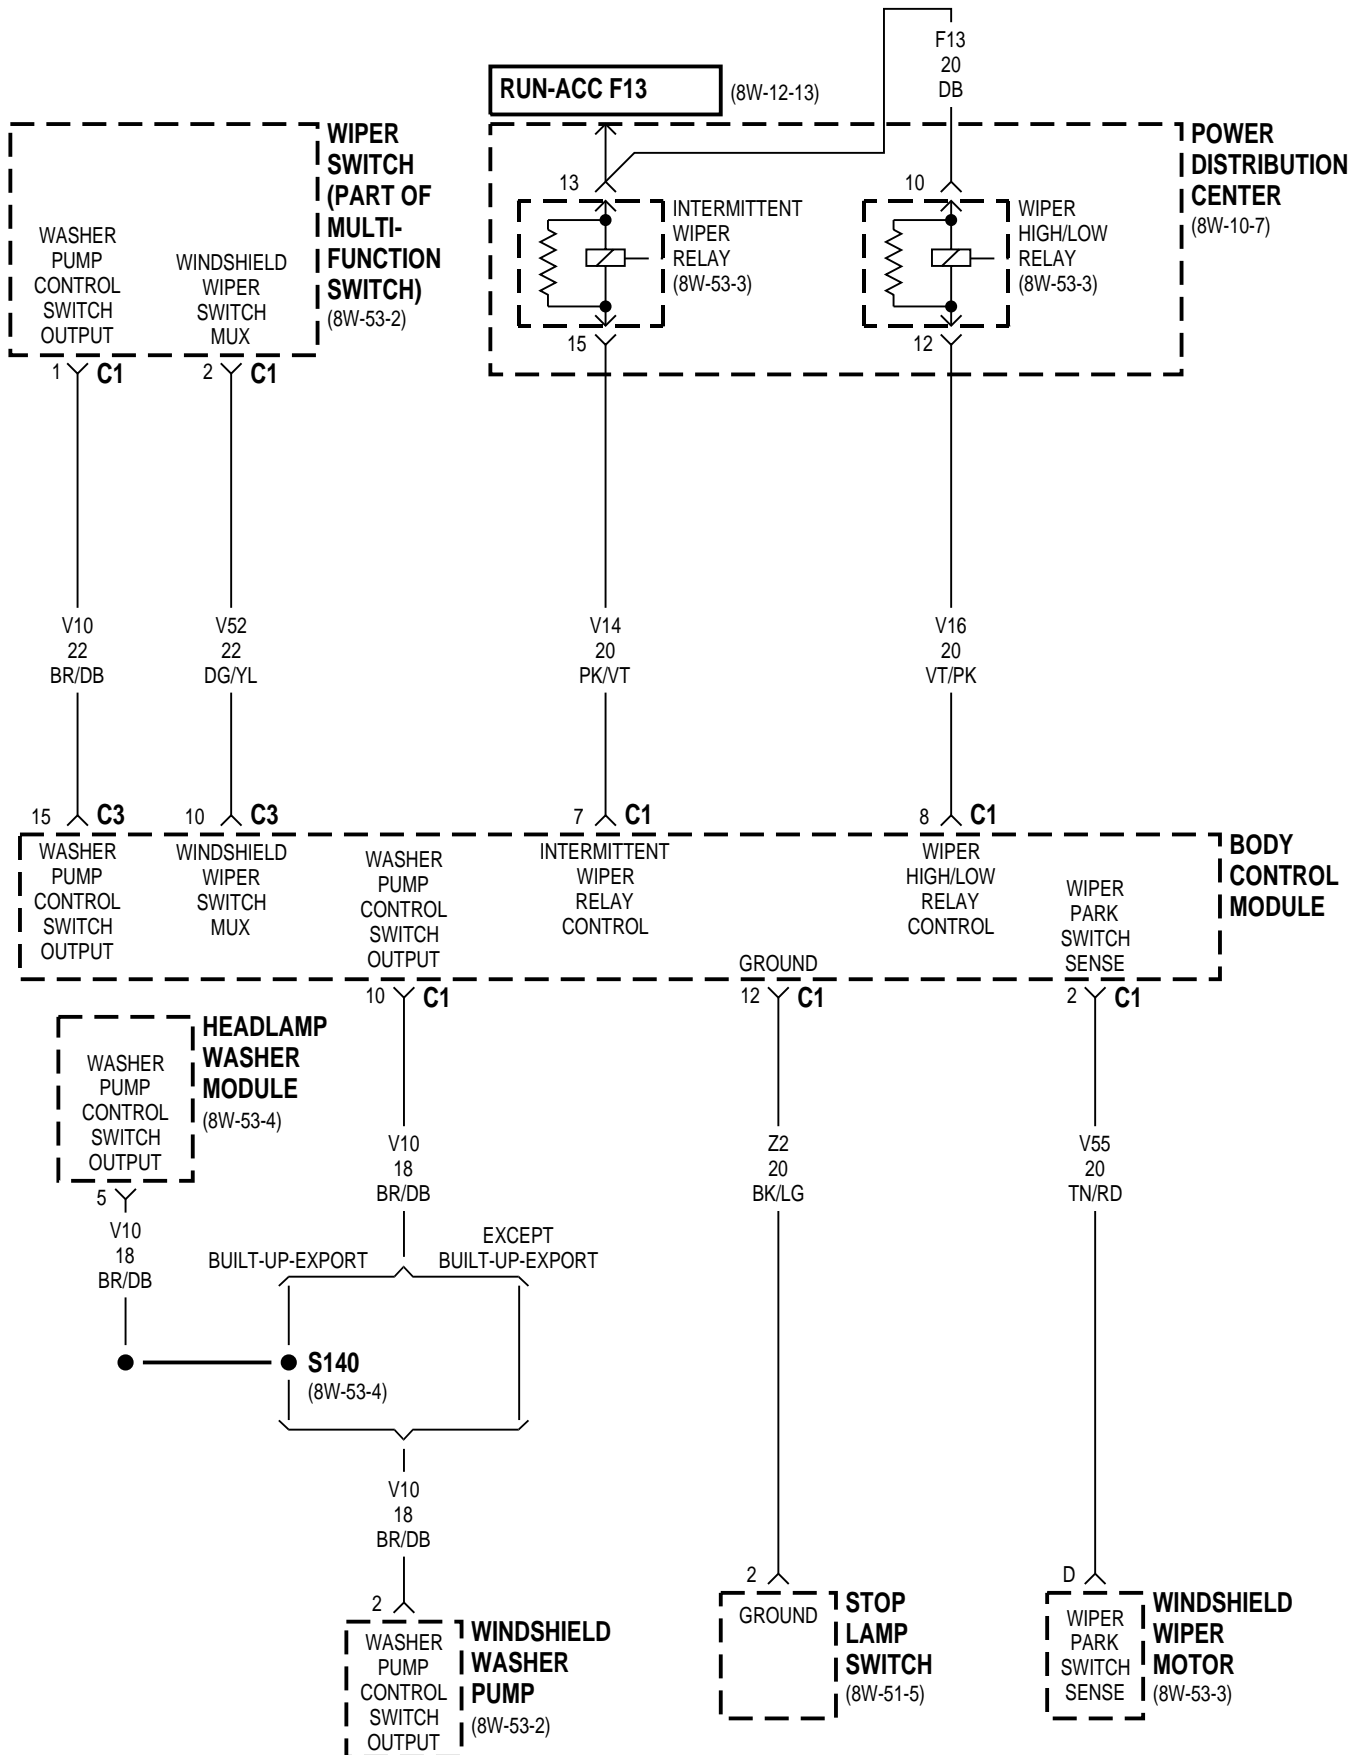 F13
20
DB
RUN-ACC F13
(8W-12-13)
WIPER
SWITCH
(PART OF
MULTI-
FUNCTION
SWITCH)
(8W-53-2)
WASHER
PUMP
CONTROL
SWITCH
OUTPUT
WINDSHIELD
WIPER
SWITCH
MUX
1 C1
2 C1
POWER
DISTRIBUTION
CENTER
(8W-10-7)
13
INTERMITTENT
WIPER
RELAY
(8W-53-3)
15
10
WIPER
HIGH/LOW
RELAY
(8W-53-3)
12
V10
22
BR/DB
V52
22
DG/YL
V14
20
PK/VT
V16
20
VT/PK
15 C3
10 C3
7 C1
8 C1
BODY
CONTROL
MODULE
WASHER
PUMP
CONTROL
SWITCH
OUTPUT
WINDSHIELD
WIPER
SWITCH
MUX
WASHER
PUMP
CONTROL
SWITCH
OUTPUT
INTERMITTENT
WIPER
RELAY
CONTROL
GROUND
WIPER
HIGH/LOW
RELAY
CONTROL
WIPER
PARK
SWITCH
SENSE
10 C1
12 C1
2 C1
HEADLAMP
WASHER
MODULE
(8W-53-4)
WASHER
PUMP
CONTROL
SWITCH
OUTPUT
5
V10
18
BR/DB
V10
18
BR/DB
Z2
20
BK/LG
V55
20
TN/RD
BUILT-UP-EXPORT
EXCEPT
BUILT-UP-EXPORT
S140
(8W-53-4)
V10
18
BR/DB
2
WASHER
PUMP
CONTROL
SWITCH
OUTPUT
WINDSHIELD
WASHER
PUMP
(8W-53-2)
2
GROUND
STOP
LAMP
SWITCH
(8W-51-5)
D
WIPER
PARK
SWITCH
SENSE
WINDSHIELD
WIPER
MOTOR
(8W-53-3)